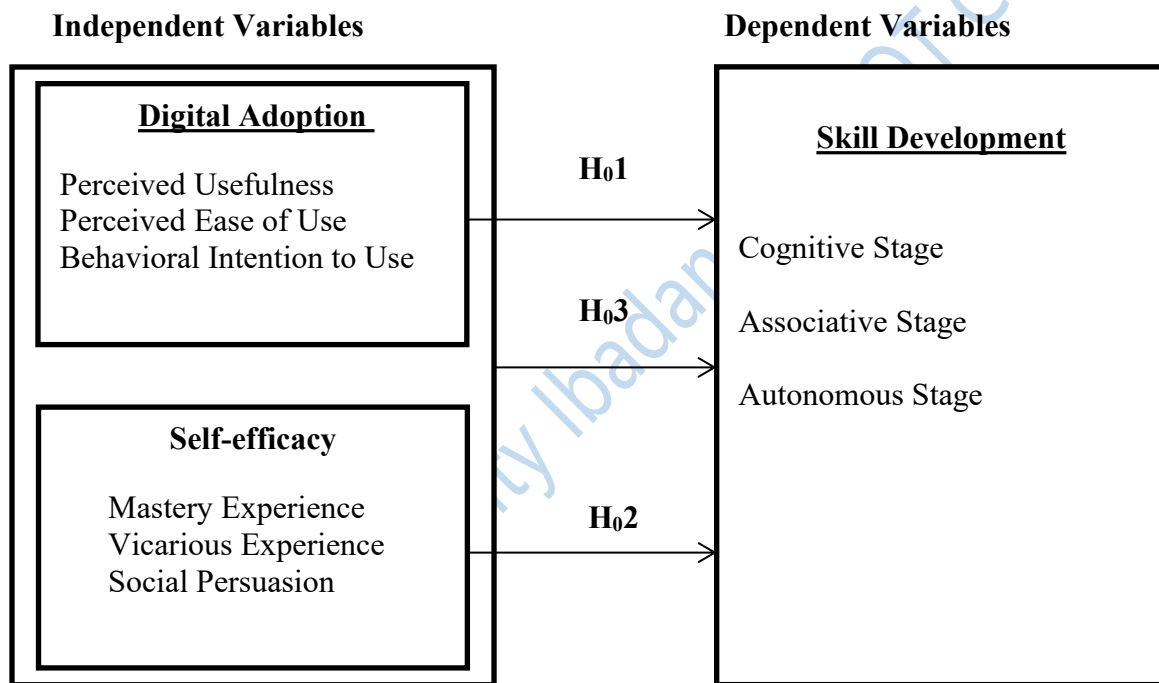 Independent Variables
Dependent Variables
Digital Adoption
Perceived Usefulness
Perceived Ease of Use
Behavioral Intention to Use
Self-efficacy
Mastery Experience
Vicarious Experience
Social Persuasion
H₀1
H₀3
H₀2
Skill Development
Cognitive Stage
Associative Stage
Autonomous Stage
Ibadan